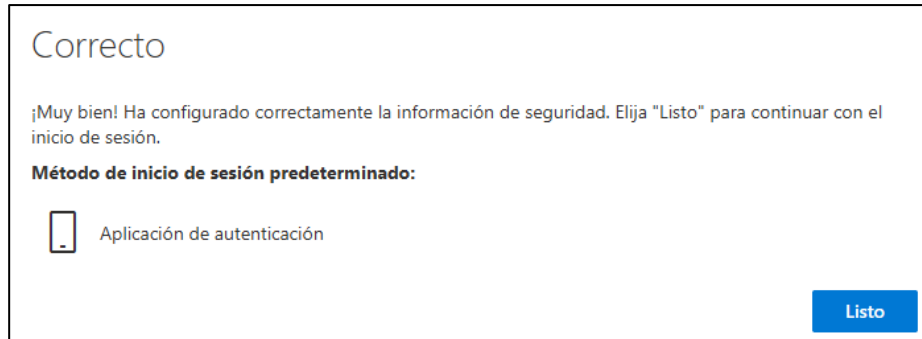 Correcto
¡Muy bien! Ha configurado correctamente la información de seguridad. Elija "Listo" para continuar con el
inicio de sesión.
Método de inicio de sesión predeterminado:
Aplicación de autenticación
Listo